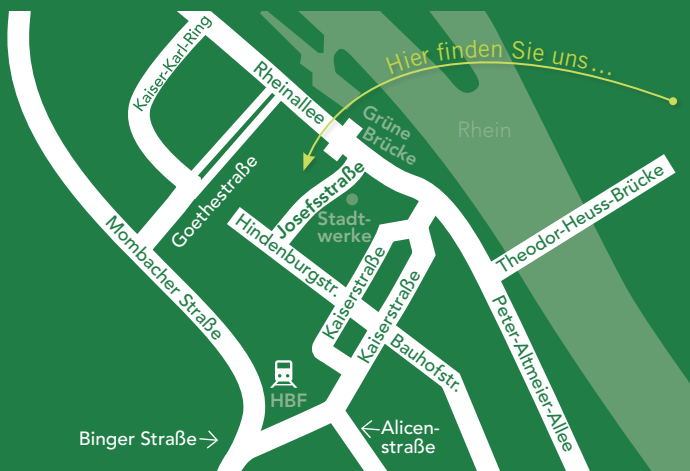 Kaiser-Karl-Ring
Rheinallee
Hier finden Sie uns...
Grüne
Brücke
Rhein
Goethestraße
Josefsstraße
Stadt-
werke
Theodor-Heuss-Brücke
Mombacher Straße
Hindenburgstr.
Kaiserstraße
Kaiserstraße
Peter-Altmeier-Allee
Bauhofstr.
HBF
Binger Straße
Alicen-
straße